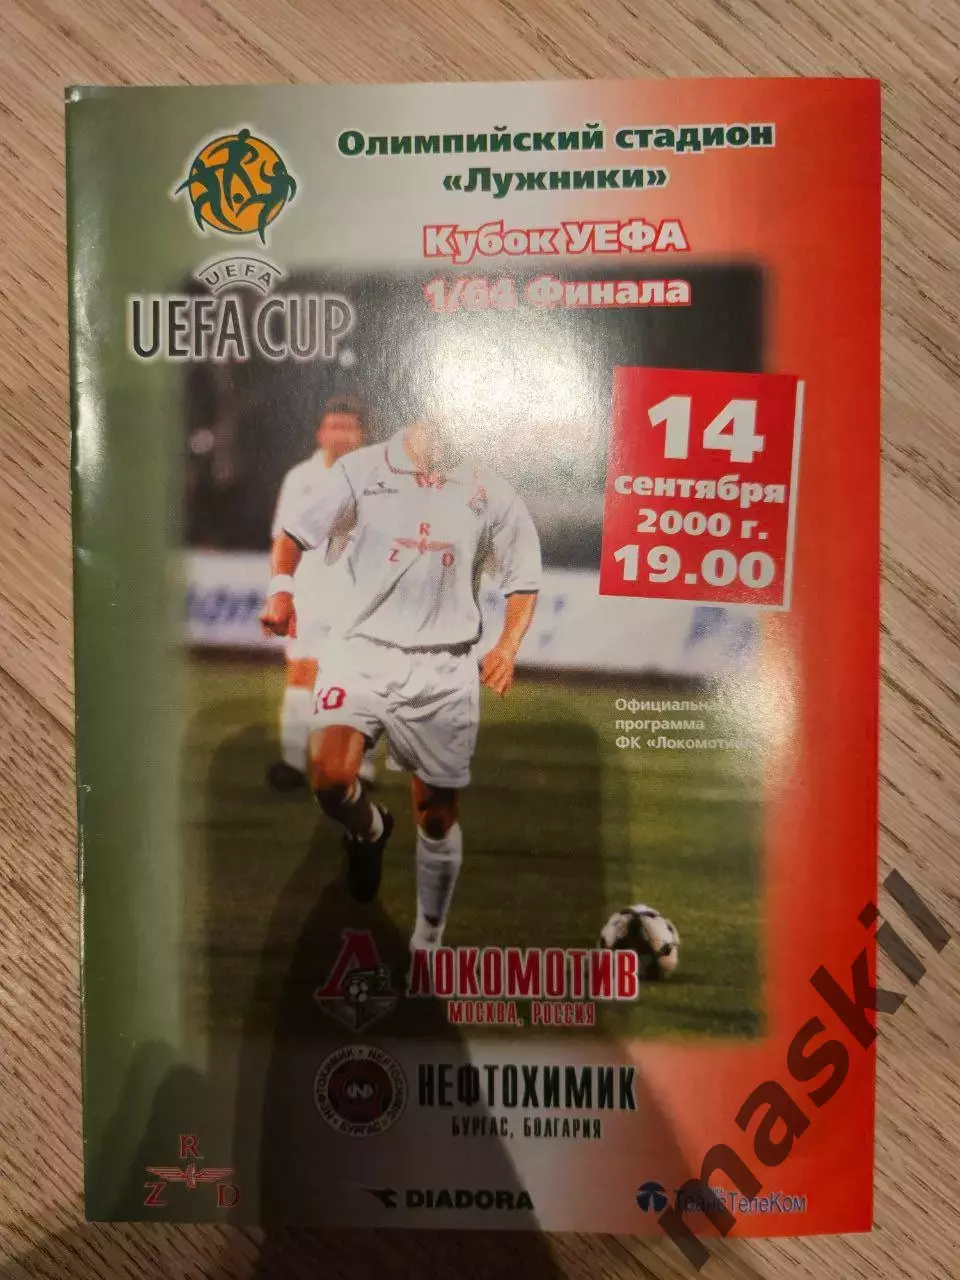 Олимпийский стадион
«Лужники»
Кубок УЕФА
1/64 Финала
UEFA
UEFA CUP
14
сентября
2000 г.
19.00
R
Z D
10
Официальная
программа
ФК «Локомотив»
ЛОКОМОТИВ
МОСКВА, РОССИЯ
НЕФТОХИМИК
БУРГАС, БОЛГАРИЯ
R
Z D
DIADORA
ТрансТелеКом
maskil